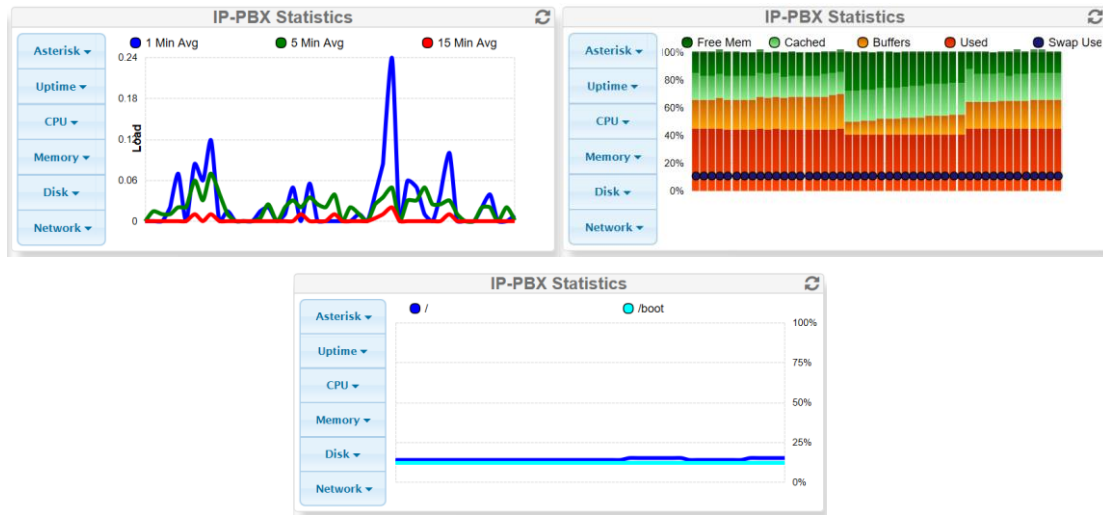 IP-PBX Statistics
Asterisk
Uptime
CPU
Memory
Disk
Network
1 Min Avg 5 Min Avg 15 Min Avg
0.24
0.18
0.12
0.06
0
Load
IP-PBX Statistics
Asterisk
Uptime
CPU
Memory
Disk
Network
Free Mem Cached Buffers Used Swap Use
100%
80%
60%
40%
20%
0%
IP-PBX Statistics
Asterisk
Uptime
CPU
Memory
Disk
Network
/ /boot
100%
75%
50%
25%
0%